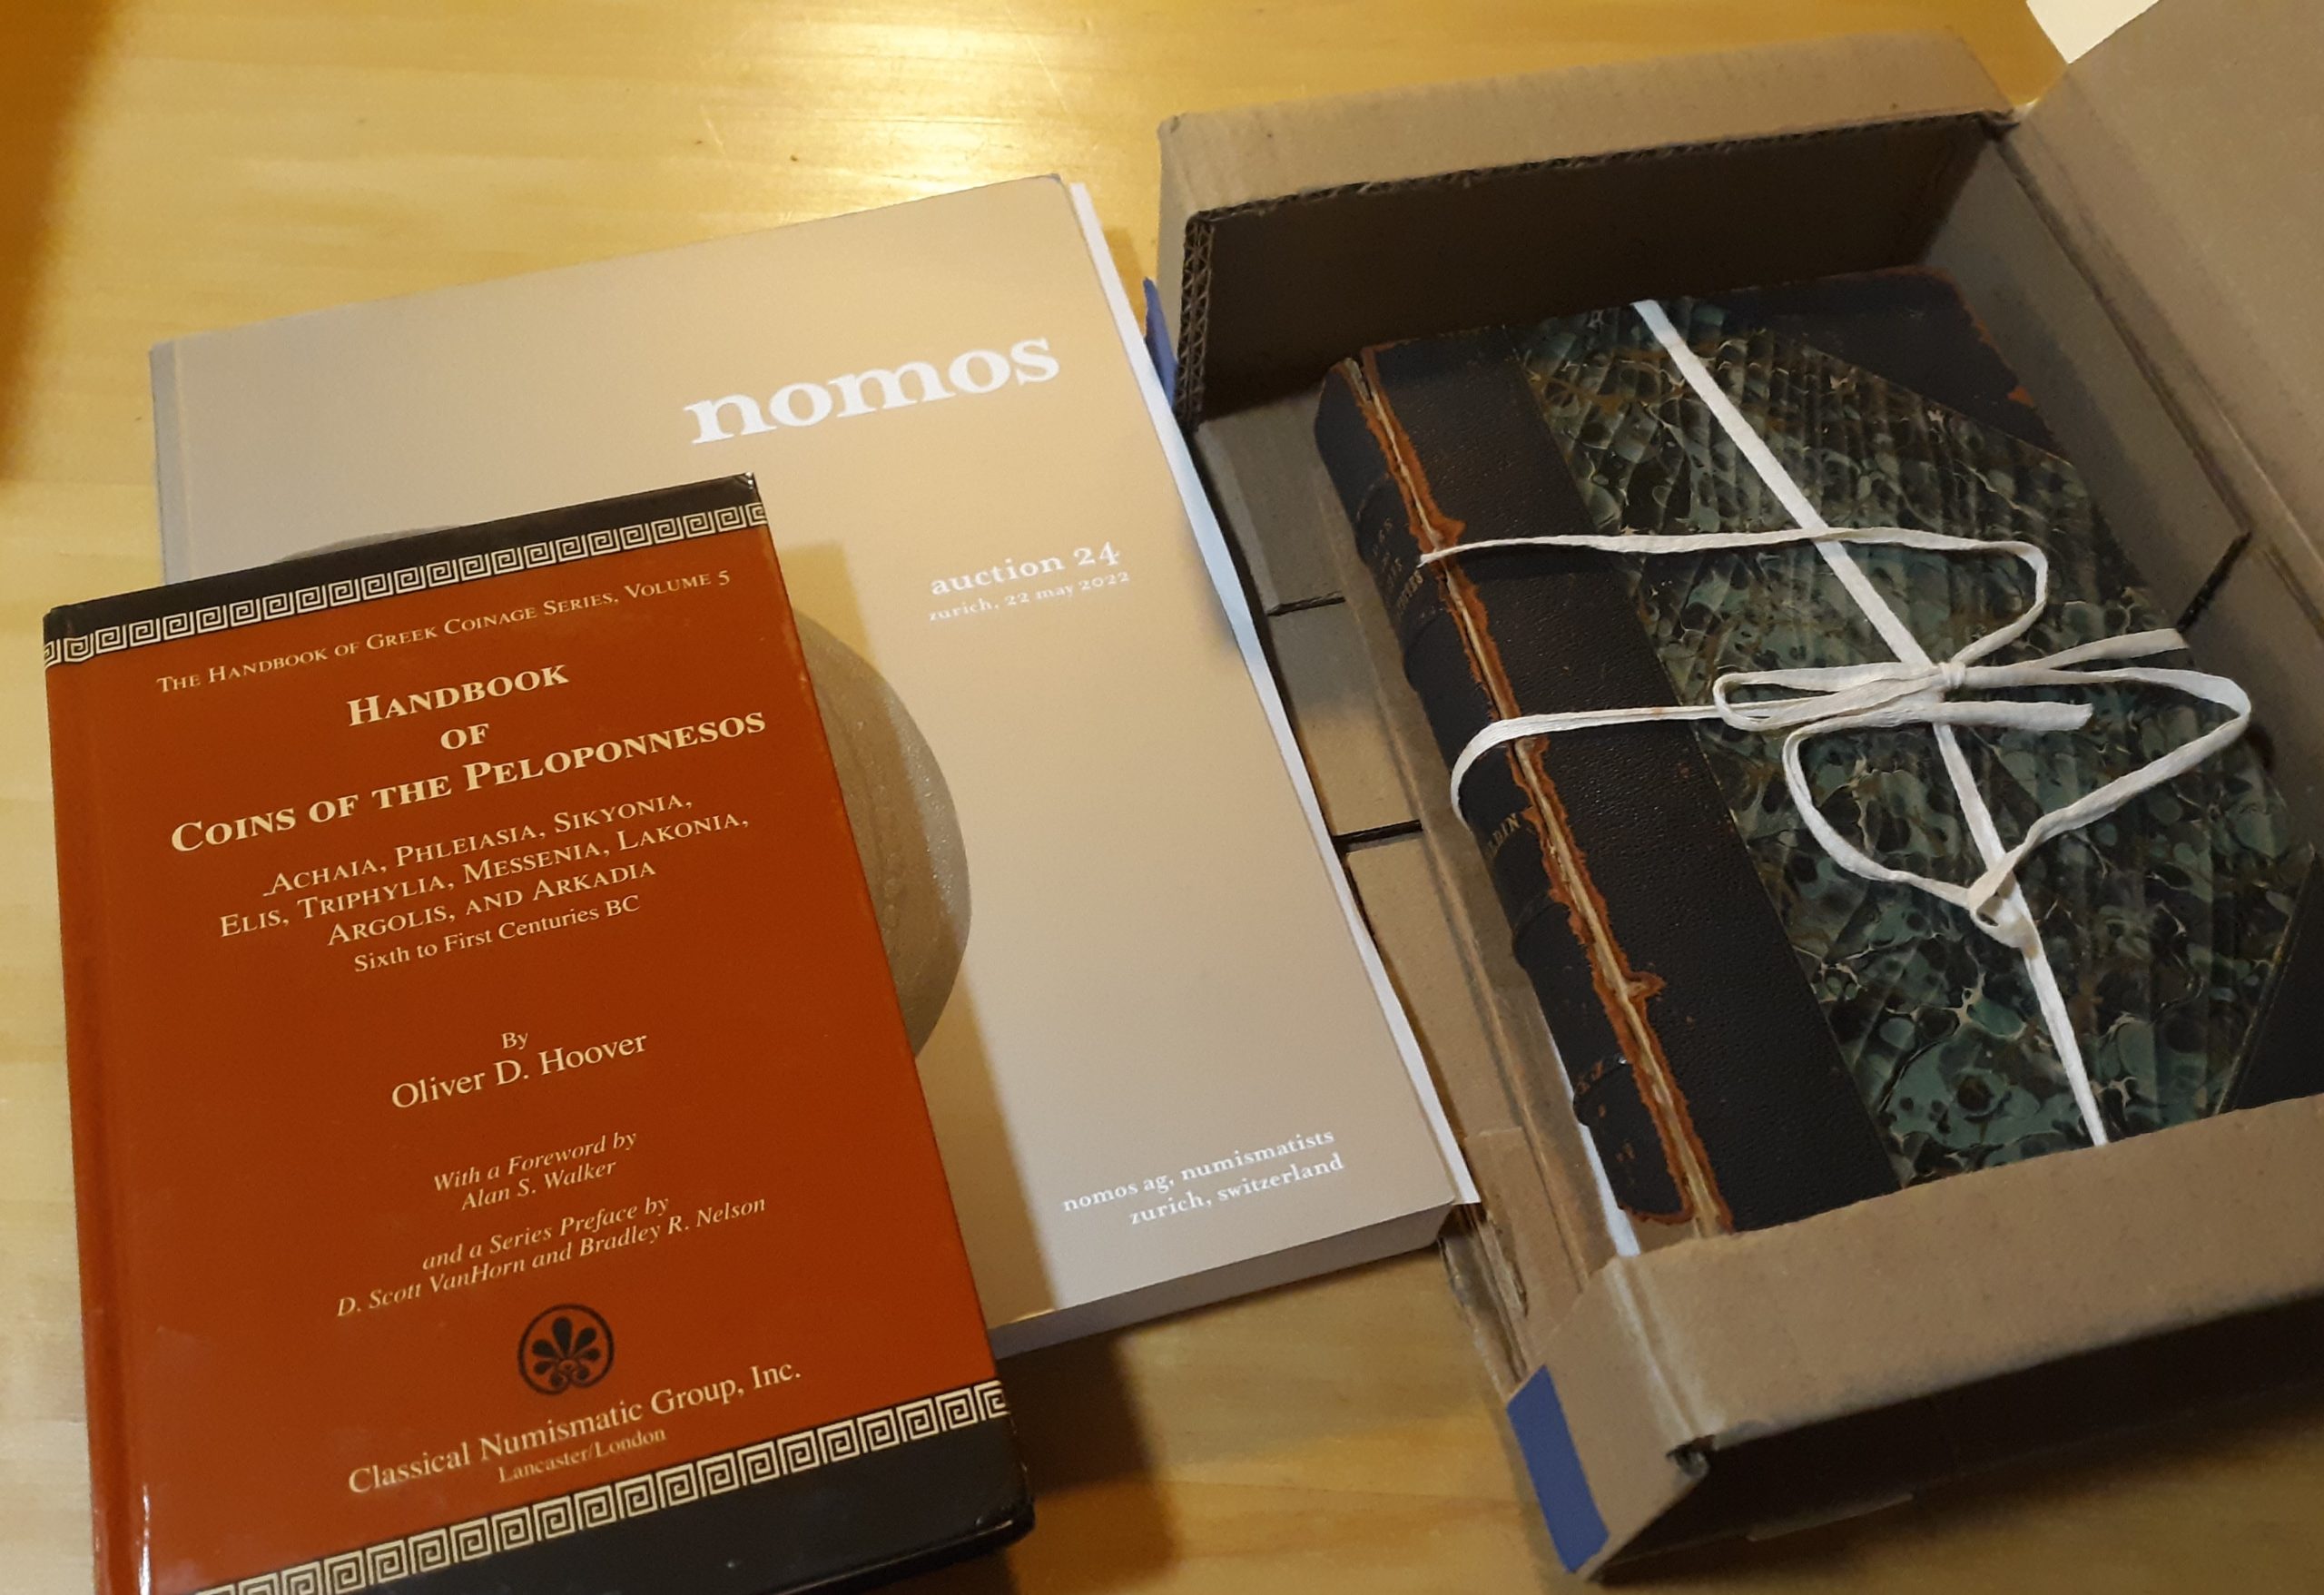 The Handbook of Greek Coinage Series, Volume 5
Handbook
of
Coins of the Peloponnesos
Achaia, Phleiasia, Sikyonia,
Elis, Triphylia, Messenia, Lakonia,
Argolis, and Arkadia
Sixth to First Centuries BC
By
Oliver D. Hoover
With a Foreword by
Alan S. Walker
and a Series Preface by
D. Scott VanHorn and Bradley R. Nelson
Classical Numismatic Group, Inc.
Lancaster/London
nomos
auction 24
zurich, 22 may 2022
nomos ag, numismatists
zurich, switzerland